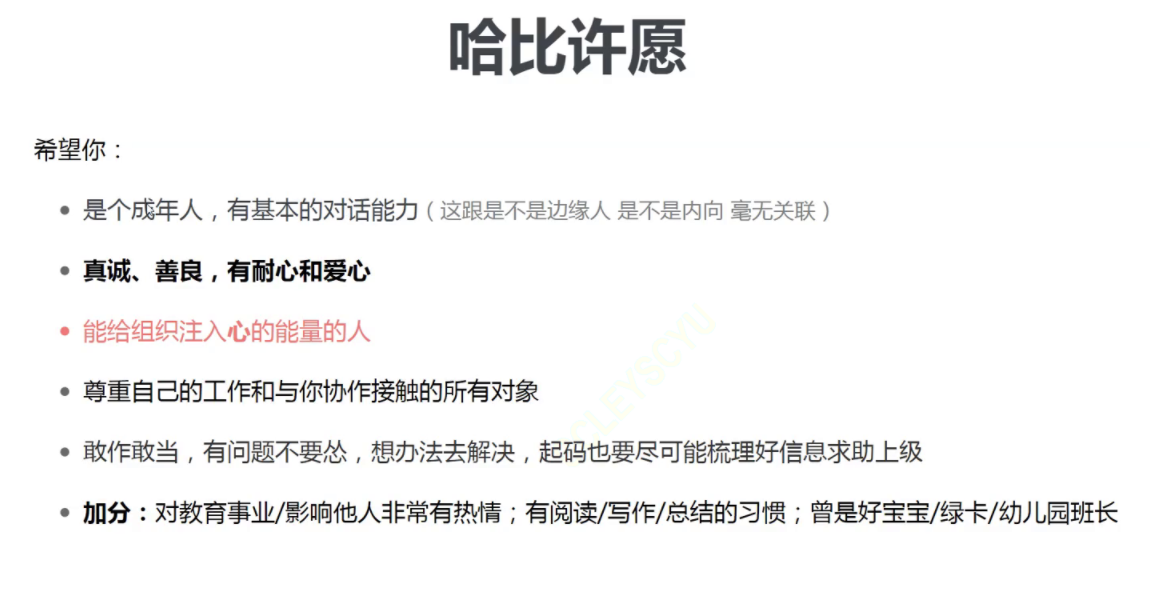 哈比许愿
希望你：
是个成年人，有基本的对话能力（这跟是不是边缘人 是不是内向 毫无关联）
真诚、善良，有耐心和爱心
能给组织注入心的能量的人
尊重自己的工作和与你协作接触的所有对象
敢作敢当，有问题不要怂，想办法去解决，起码也要尽可能梳理好信息求助上级
加分：对教育事业/影响他人非常有热情；有阅读/写作/总结的习惯；曾是好宝宝/绿卡/幼儿园班长